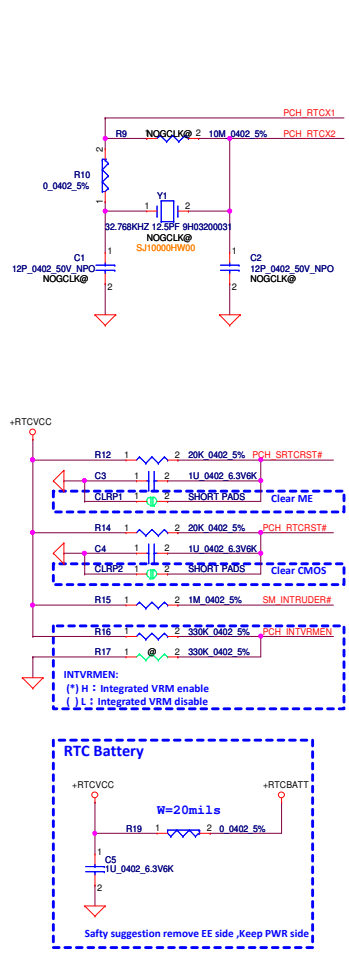 PCH_RTCX1
R9 1 NOGCLK@ 2 10M_0402_5% PCH_RTCX2
2
R10
0_0402_5%
1
Y1
1 2
32.768KHZ 12.5PF 9H03200031
NOGCLK@
SJ10000HW00
C1 1
12P_0402_50V_NPO
NOGCLK@
2
1 C2
12P_0402_50V_NPO
NOGCLK@
2
+RTCVCC
R12 1 2 20K_0402_5% PCH_SRTCRST#
C3 1 2 1U_0402_6.3V6K
CLRP1 1 2 SHORT PADS Clear ME
R14 1 2 20K_0402_5% PCH_RTCRST#
C4 1 2 1U_0402_6.3V6K
CLRP2 1 2 SHORT PADS Clear CMOS
R15 1 2 1M_0402_5% SM_INTRUDER#
R16 1 2 330K_0402_5% PCH_INTVRMEN
R17 1 @ 2 330K_0402_5%
INTVRMEN:
(*) H：Integrated VRM enable
( ) L：Integrated VRM disable
RTC Battery
+RTCVCC +RTCBATT
W=20mils
R19 1 2 0_0402_5%
1
C5
1U_0402_6.3V6K
2
Safty suggestion remove EE side ,Keep PWR side